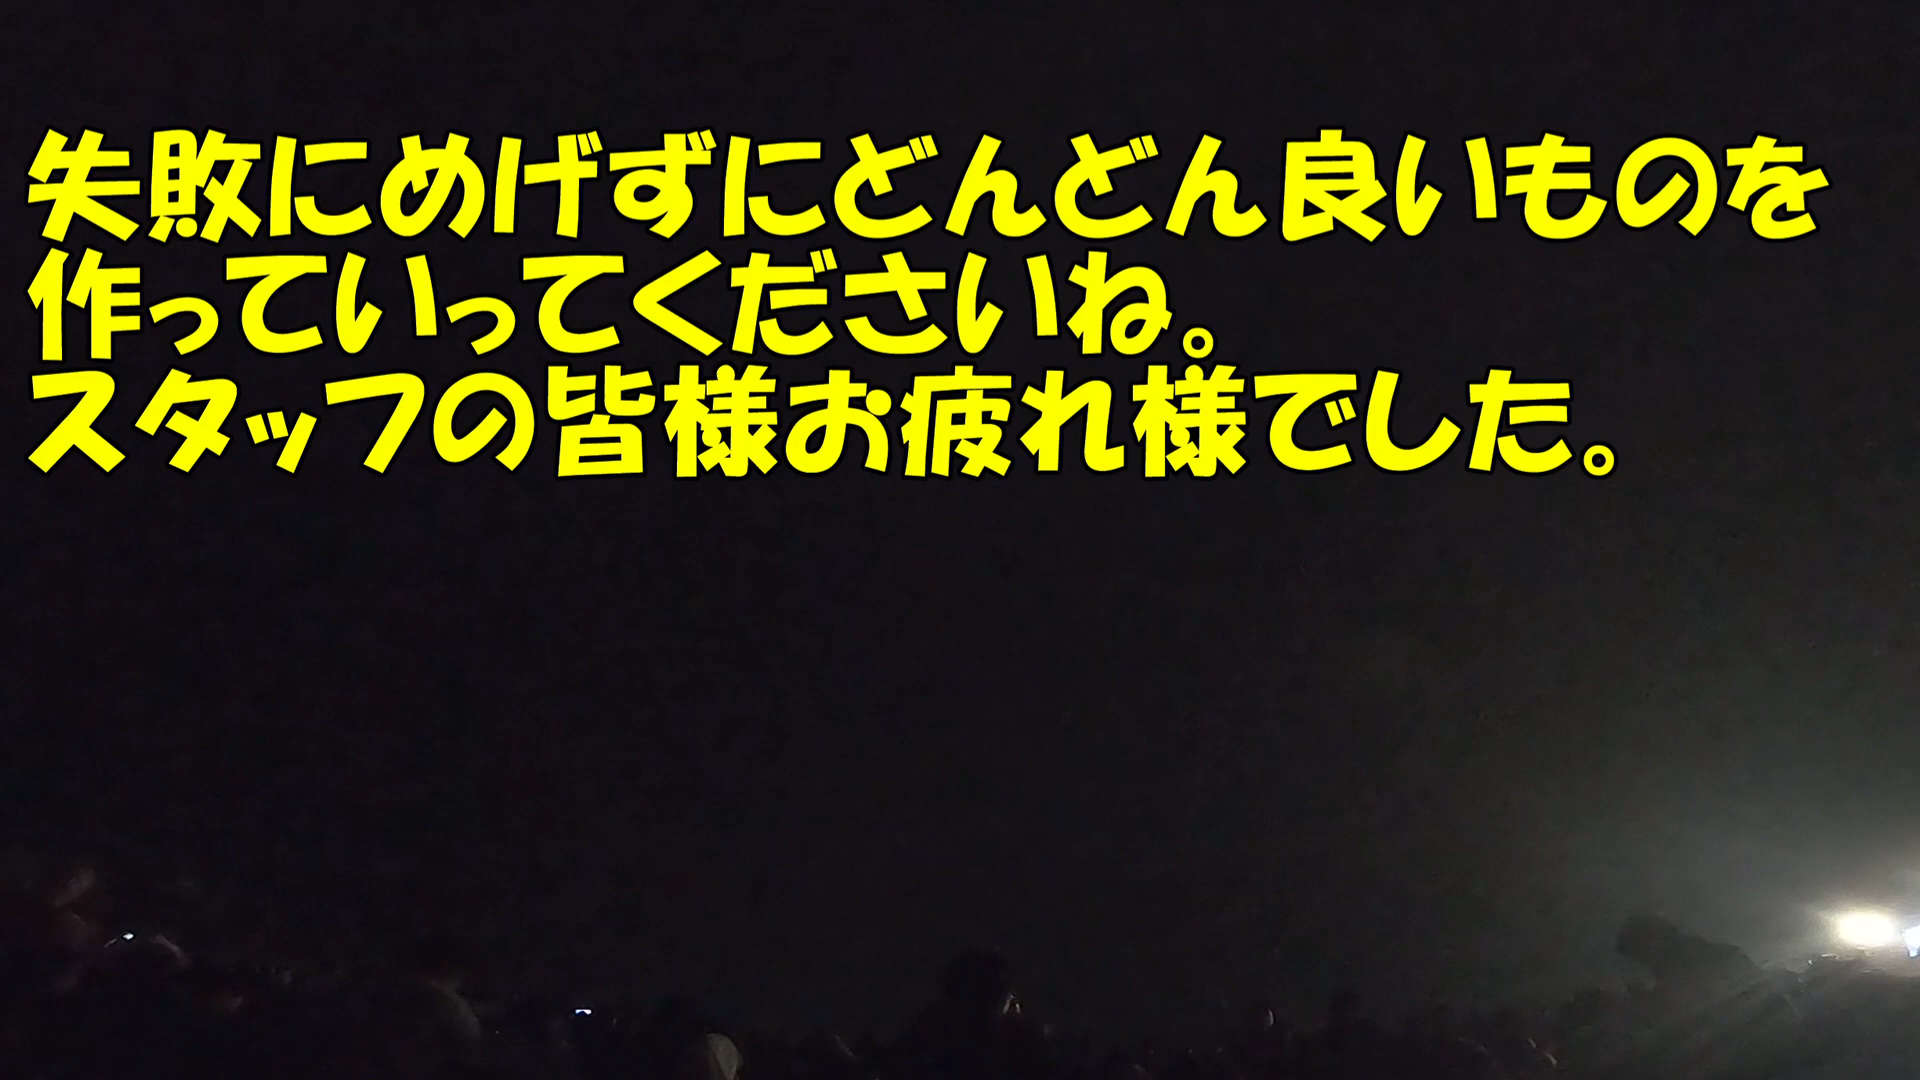 失敗にめげずにどんどん良いものを
作っていってくださいね。
スタッフの皆様お疲れ様でした。